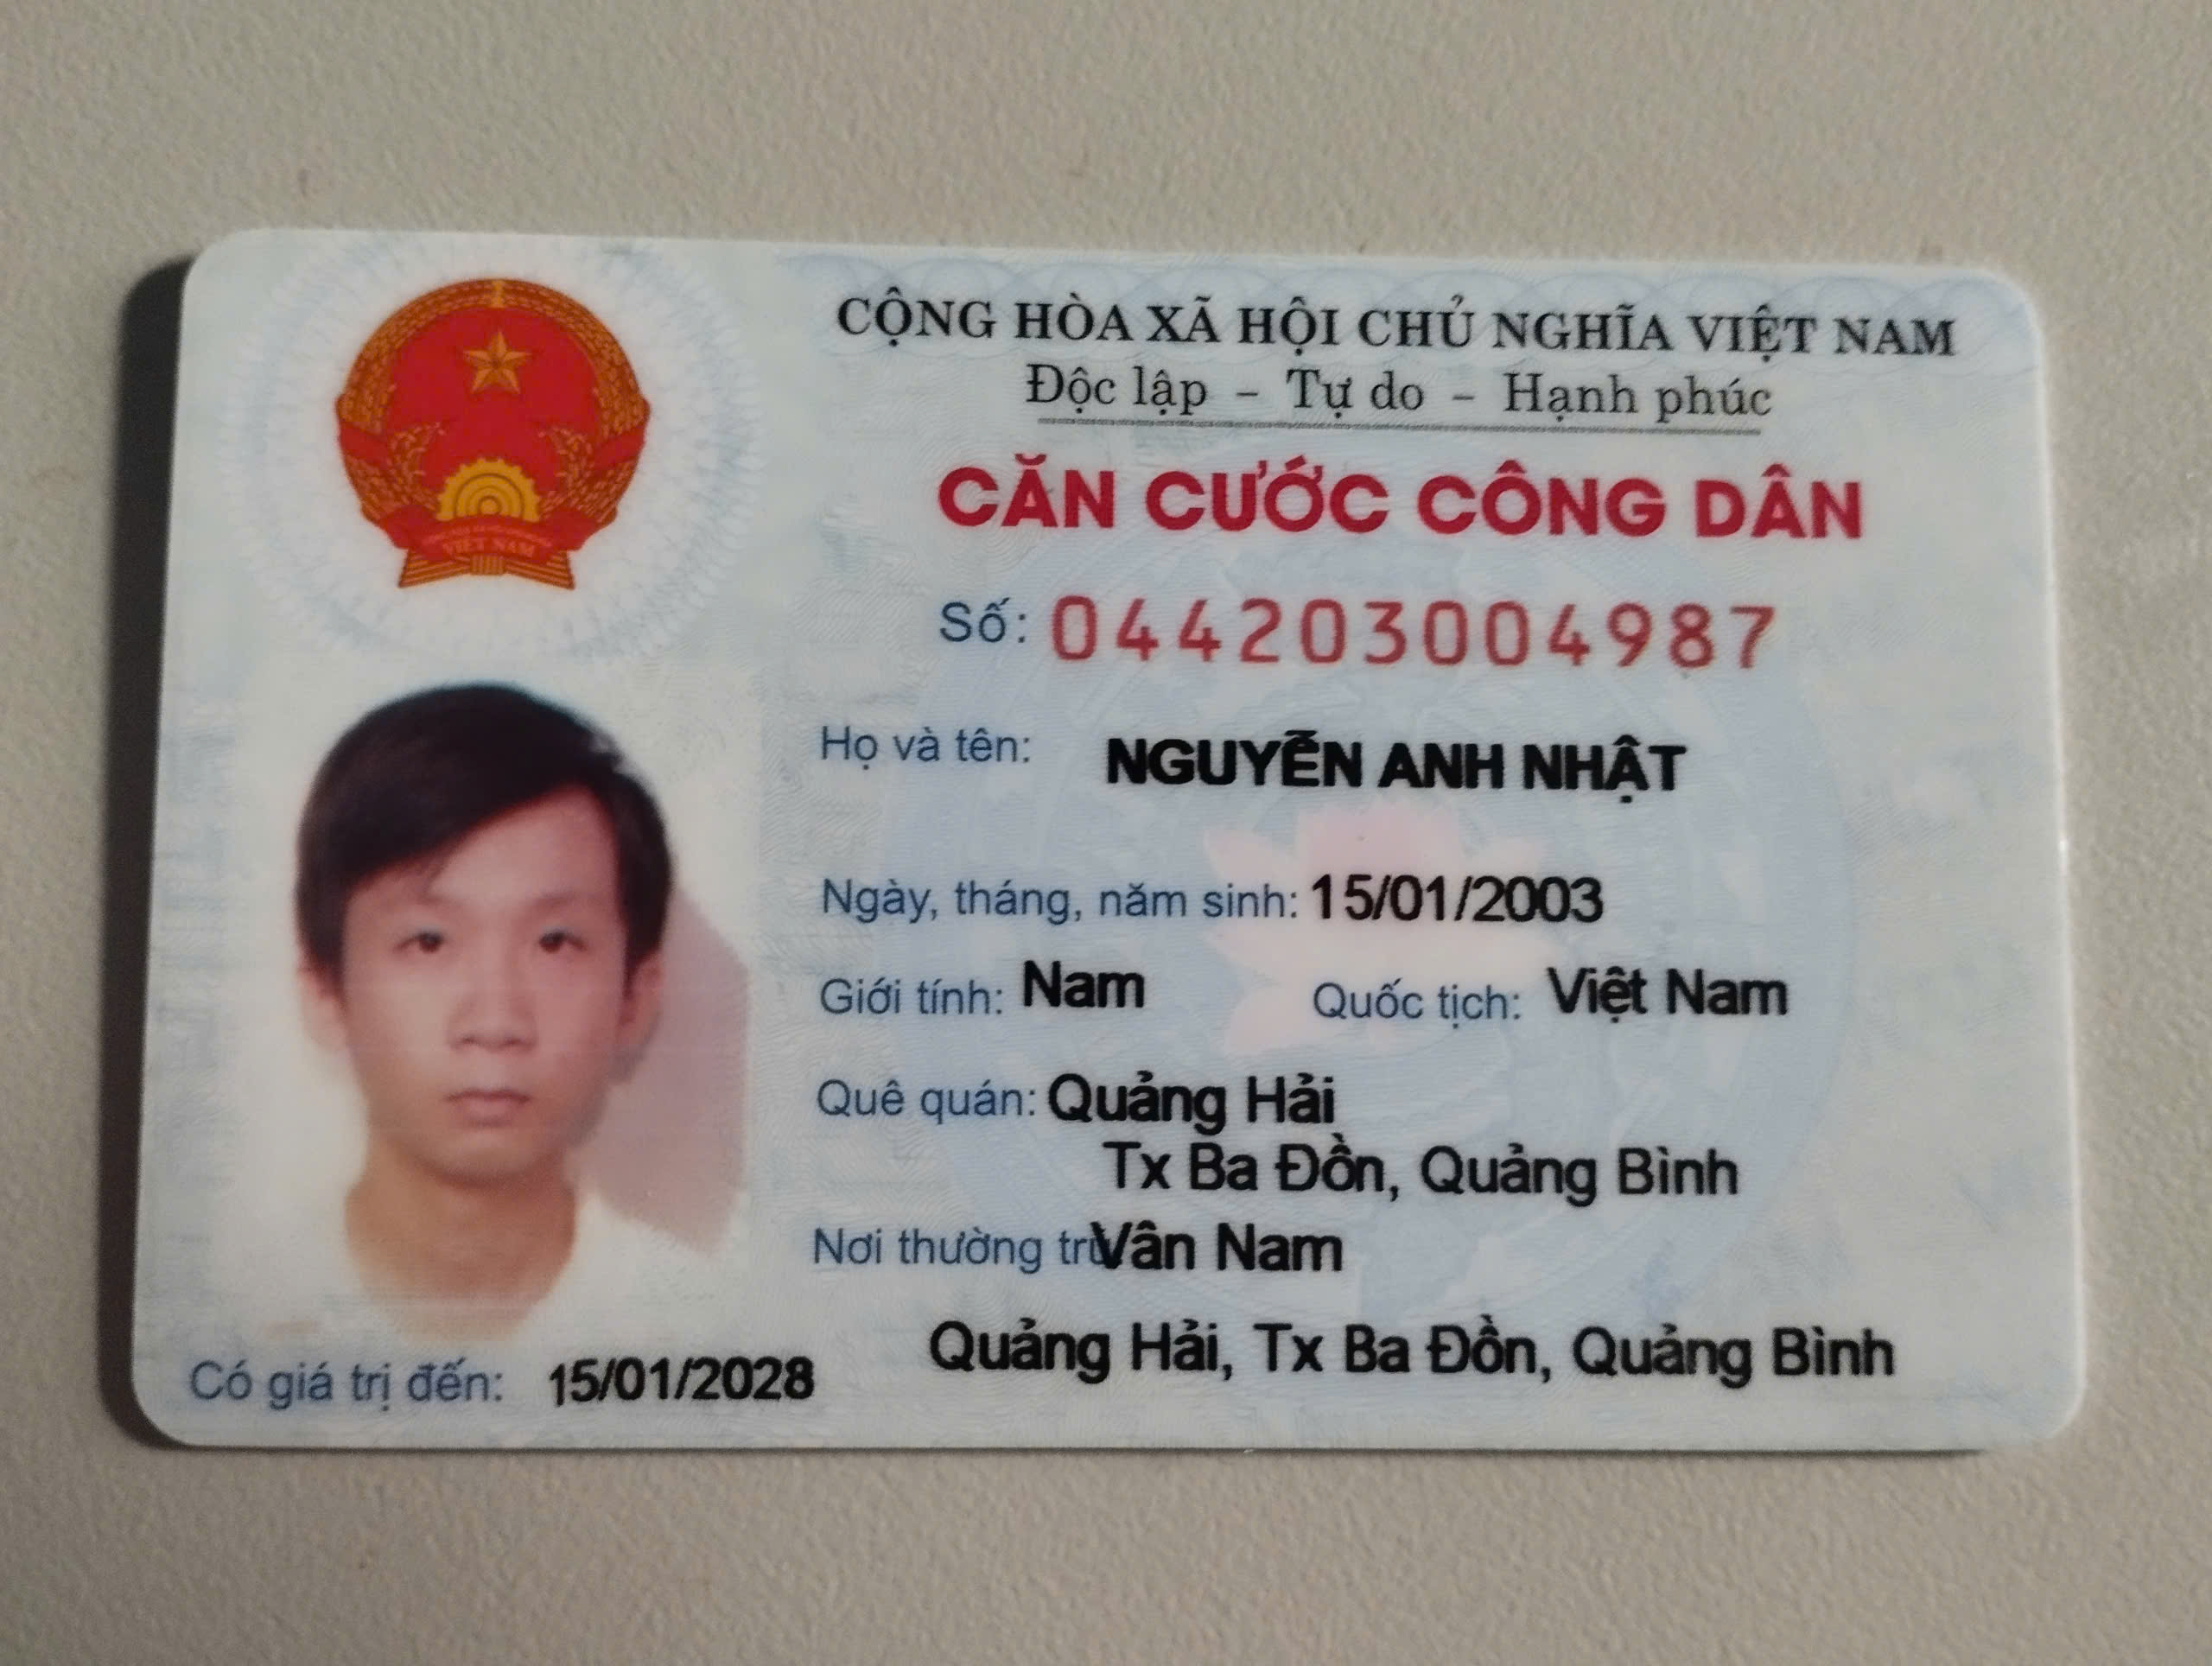 CỘNG HÒA XÃ HỘI CHỦ NGHĨA VIỆT NAM
Độc lập - Tự do - Hạnh phúc
CĂN CƯỚC CÔNG DÂN
Số: 044203004987
Họ và tên: NGUYỄN ANH NHẬT
Ngày, tháng, năm sinh: 15/01/2003
Giới tính: Nam Quốc tịch: Việt Nam
Quê quán: Quảng Hải
Tx Ba Đồn, Quảng Bình
Nơi thường trú Vân Nam
Quảng Hải, Tx Ba Đồn, Quảng Bình
Có giá trị đến: 15/01/2028
VIỆT NAM